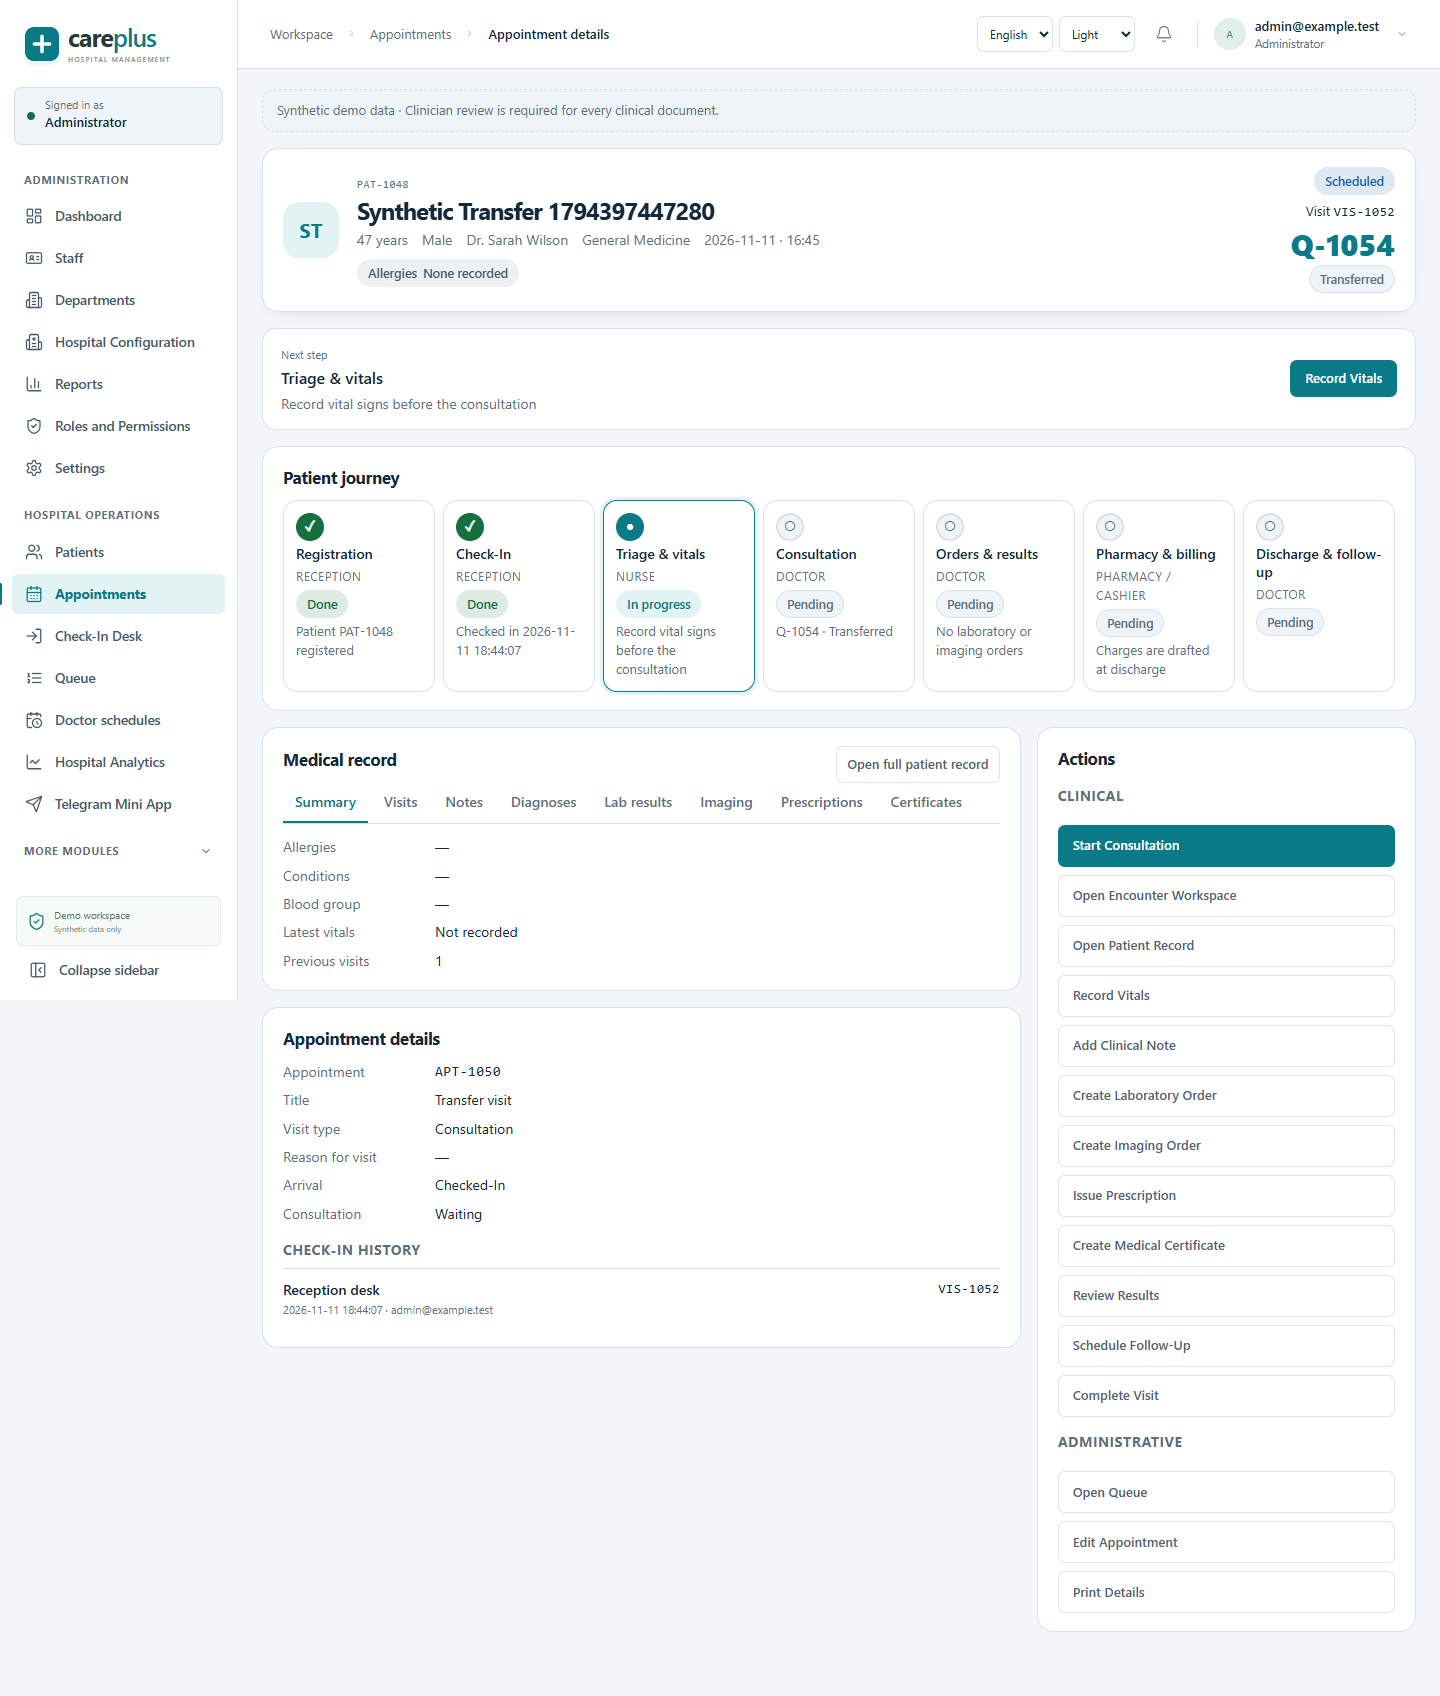 careplus
HOSPITAL MANAGEMENT
Signed in as
Administrator
ADMINISTRATION
Dashboard
Staff
Departments
Hospital Configuration
Reports
Roles and Permissions
Settings
HOSPITAL OPERATIONS
Patients
Appointments
Check-In Desk
Queue
Doctor schedules
Hospital Analytics
Telegram Mini App
MORE MODULES
Demo workspace
Synthetic data only
Collapse sidebar
Workspace > Appointments > Appointment details
English
Light
A
admin@example.test
Administrator
Synthetic demo data · Clinician review is required for every clinical document.
ST
PAT-1048
Synthetic Transfer 1794397447280
47 years Male Dr. Sarah Wilson General Medicine 2026-11-11 · 16:45
Allergies None recorded
Scheduled
Visit VIS-1052
Q-1054
Transferred
Next step
Triage & vitals
Record vital signs before the consultation
Record Vitals
Patient journey
Registration
RECEPTION
Done
Patient PAT-1048
registered
Check-In
RECEPTION
Done
Checked in 2026-11-
11 18:44:07
Triage & vitals
NURSE
In progress
Record vital signs
before the
consultation
Consultation
DOCTOR
Pending
Q-1054 · Transferred
Orders & results
DOCTOR
Pending
No laboratory or
imaging orders
Pharmacy & billing
PHARMACY /
CASHIER
Pending
Charges are drafted
at discharge
Discharge & follow-
up
DOCTOR
Pending
Medical record
Open full patient record
Summary Visits Notes Diagnoses Lab results Imaging Prescriptions Certificates
Allergies —
Conditions —
Blood group —
Latest vitals Not recorded
Previous visits 1
Appointment details
Appointment APT-1050
Title Transfer visit
Visit type Consultation
Reason for visit —
Arrival Checked-In
Consultation Waiting
CHECK-IN HISTORY
Reception desk VIS-1052
2026-11-11 18:44:07 · admin@example.test
Actions
CLINICAL
Start Consultation
Open Encounter Workspace
Open Patient Record
Record Vitals
Add Clinical Note
Create Laboratory Order
Create Imaging Order
Issue Prescription
Create Medical Certificate
Review Results
Schedule Follow-Up
Complete Visit
ADMINISTRATIVE
Open Queue
Edit Appointment
Print Details